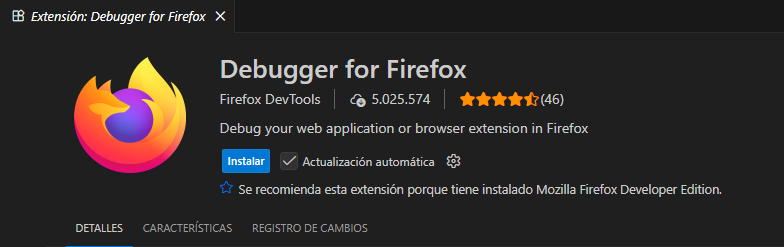 Extensión: Debugger for Firefox
Debugger for Firefox
Firefox DevTools 5.025.574 (46)
Debug your web application or browser extension in Firefox
Instalar Actualización automática
Se recomienda esta extensión porque tiene instalado Mozilla Firefox Developer Edition.
DETALLES CARACTERÍSTICAS REGISTRO DE CAMBIOS